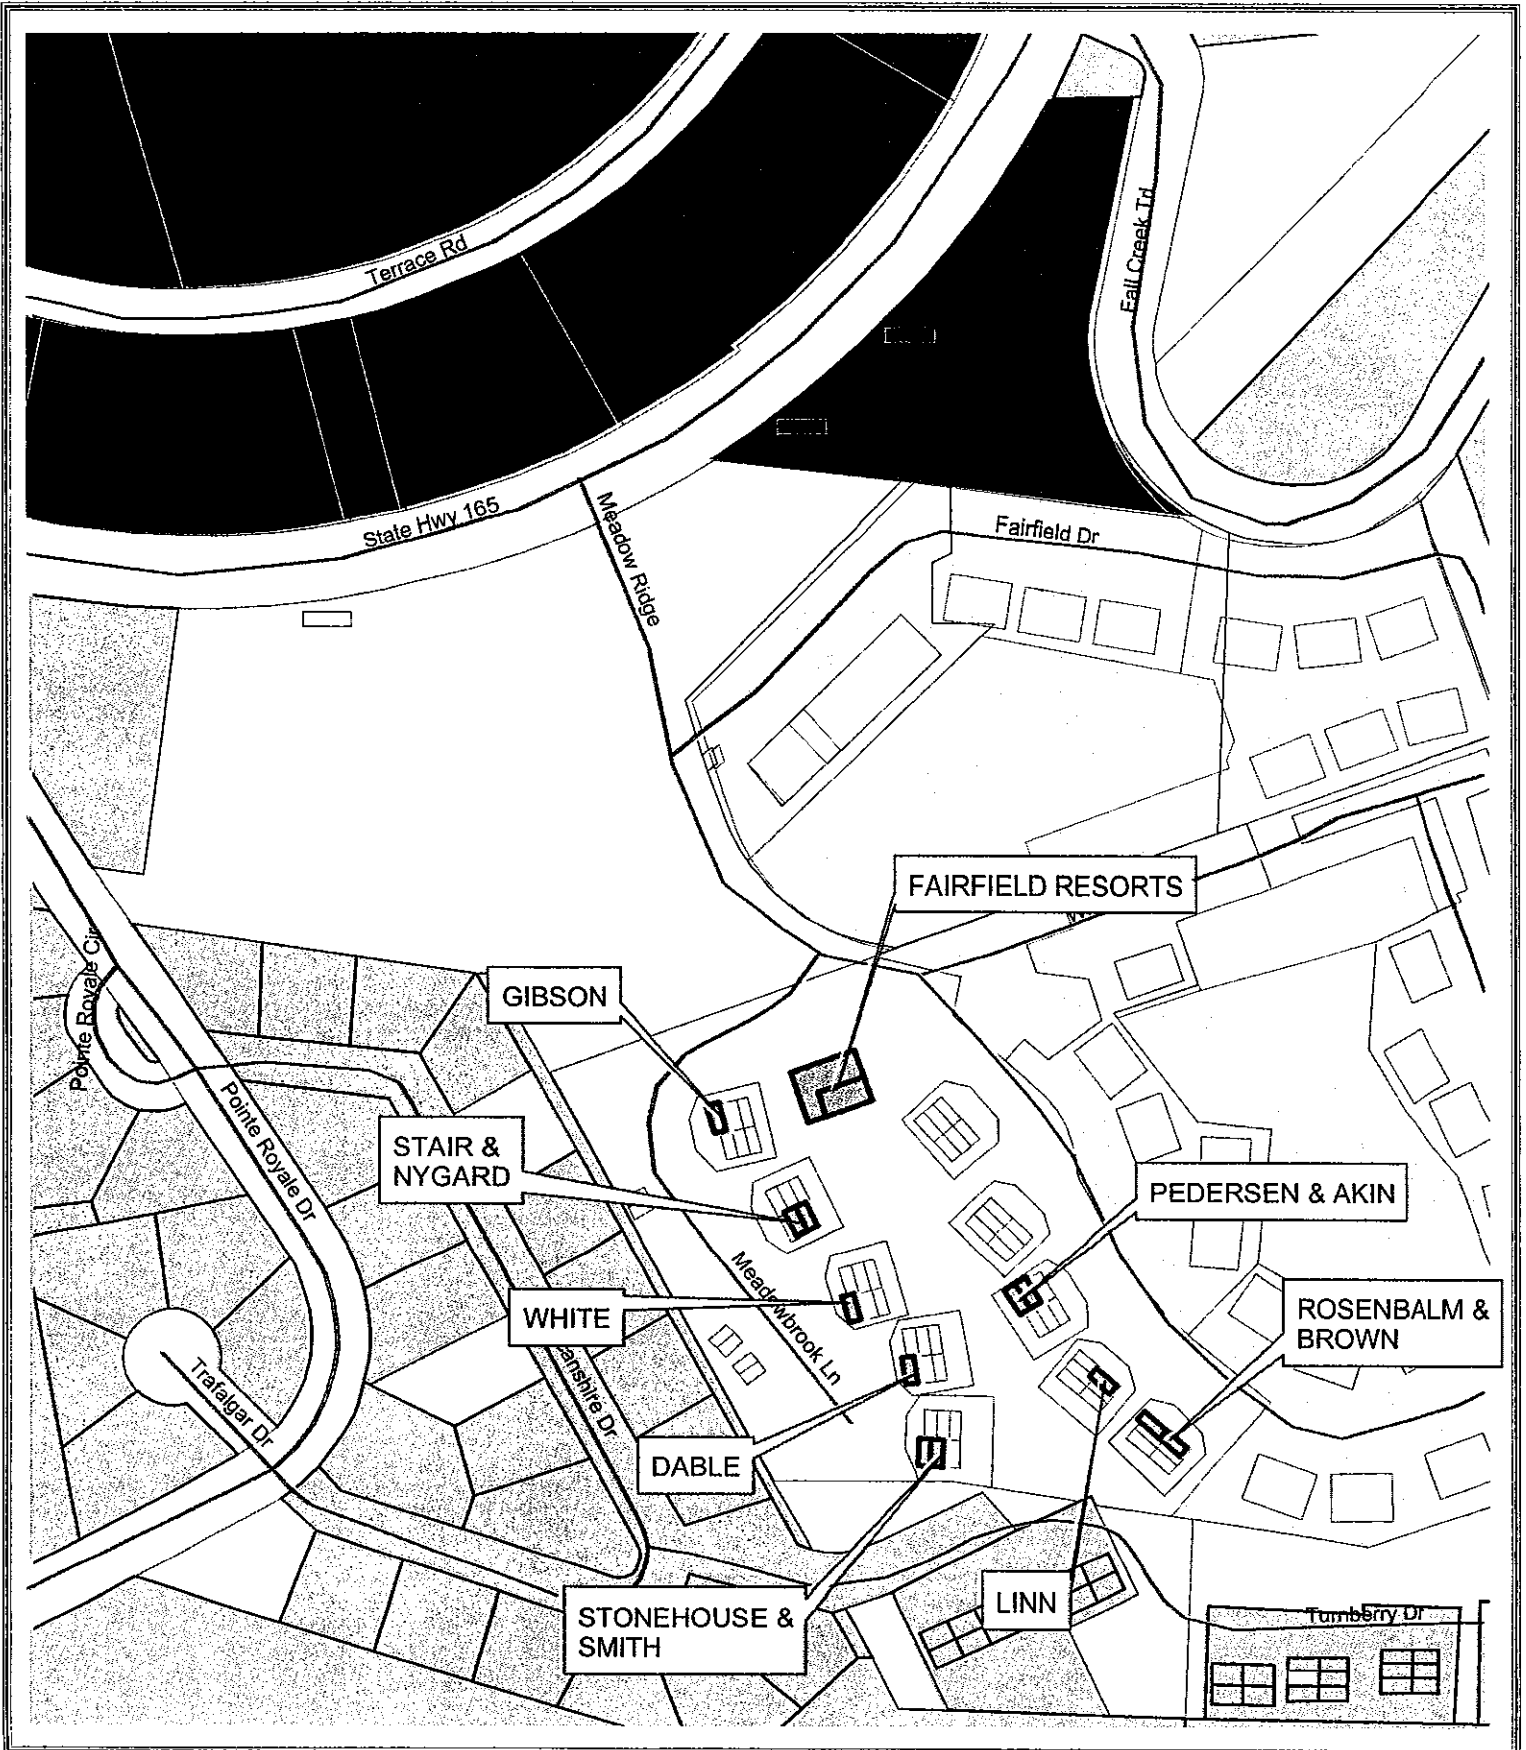 Terrace Rd
Fall Creek Trl
State Hwy 165
Meadow Ridge
Fairfield Dr
FAIRFIELD RESORTS
Pointe Royale Cir
GIBSON
Pointe Royale Dr
STAIR &
NYGARD
PEDERSEN & AKIN
WHITE
Meadowbrook Ln
ROSENBALM &
BROWN
Trafalgar Dr
Dr
DABLE
STONEHOUSE &
SMITH
LINN
Turnberry Dr